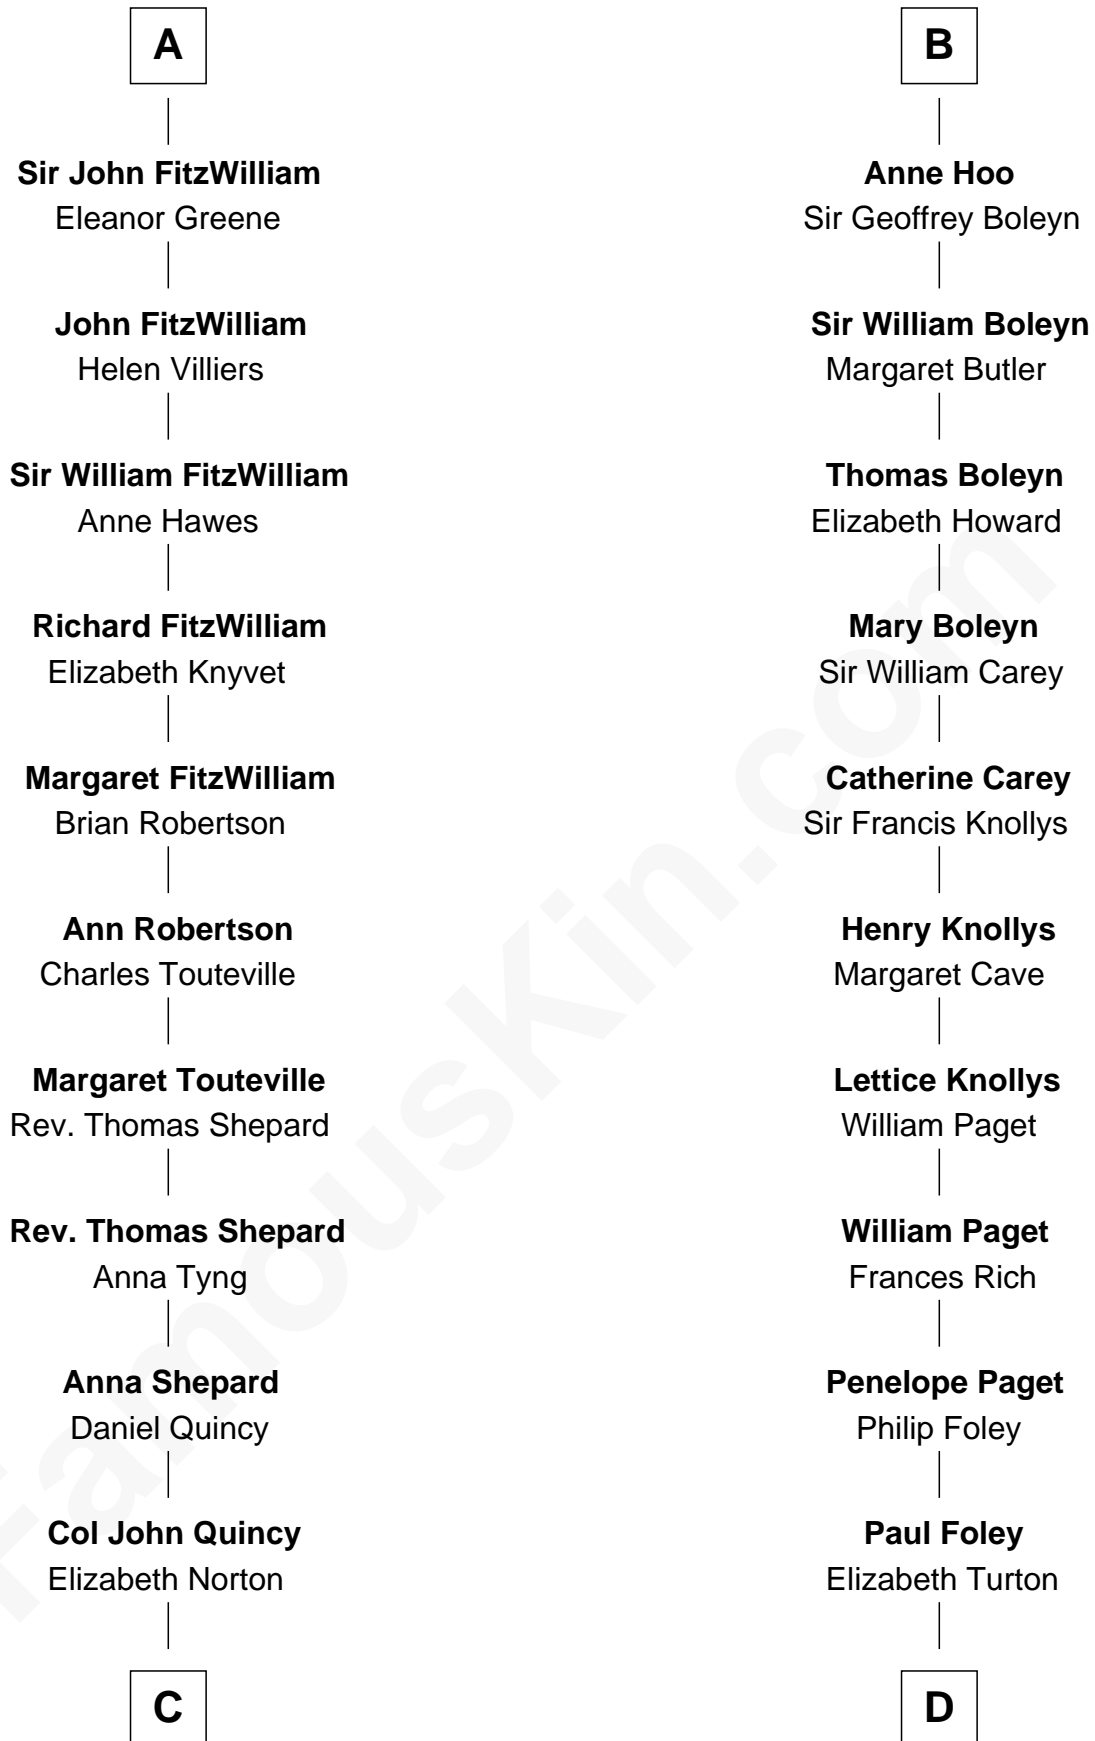 A
Sir John FitzWilliam
Eleanor Greene
John FitzWilliam
Helen Villiers
Sir William FitzWilliam
Anne Hawes
Richard FitzWilliam
Elizabeth Knyvet
Margaret FitzWilliam
Brian Robertson
Ann Robertson
Charles Touteville
Margaret Touteville
Rev. Thomas Shepard
Rev. Thomas Shepard
Anna Tyng
Anna Shepard
Daniel Quincy
Col John Quincy
Elizabeth Norton
C
B
Anne Hoo
Sir Geoffrey Boleyn
Sir William Boleyn
Margaret Butler
Thomas Boleyn
Elizabeth Howard
Mary Boleyn
Sir William Carey
Catherine Carey
Sir Francis Knollys
Henry Knollys
Margaret Cave
Lettice Knollys
William Paget
William Paget
Frances Rich
Penelope Paget
Philip Foley
Paul Foley
Elizabeth Turton
D
FamousKin.com